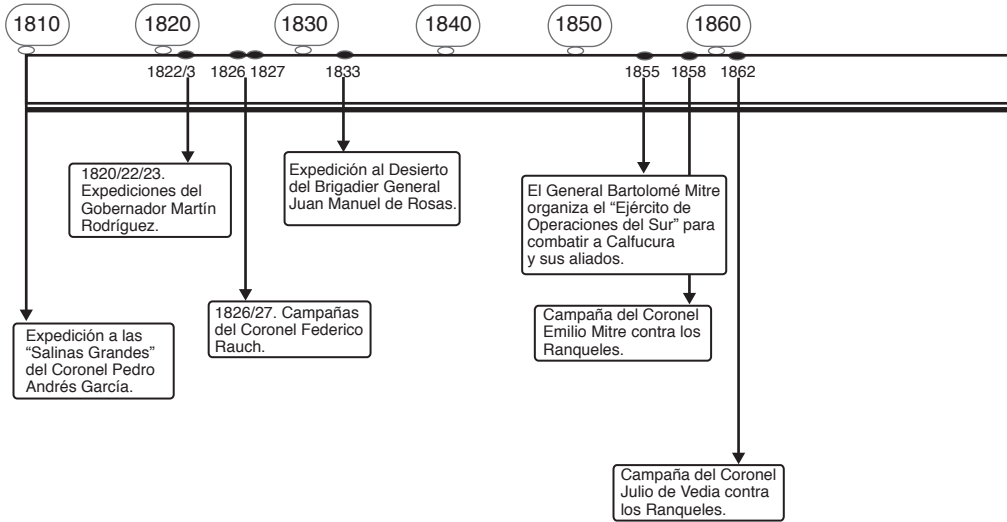 1810 1820 1830 1840 1850 1860
1822/3 1826 1827 1833 1855 1858 1862
1820/22/23.
Expediciones del
Gobernador Martín
Rodríguez.
Expedición al Desierto
del Brigadier General
Juan Manuel de Rosas.
El General Bartolomé Mitre
organiza el “Ejército de
Operaciones del Sur” para
combatir a Calfucura
y sus aliados.
1826/27. Campañas
del Coronel Federico
Rauch.
Campaña del Coronel
Emilio Mitre contra los
Ranqueles.
Expedición a las
“Salinas Grandes”
del Coronel Pedro
Andrés García.
Campaña del Coronel
Julio de Vedia contra
los Ranqueles.